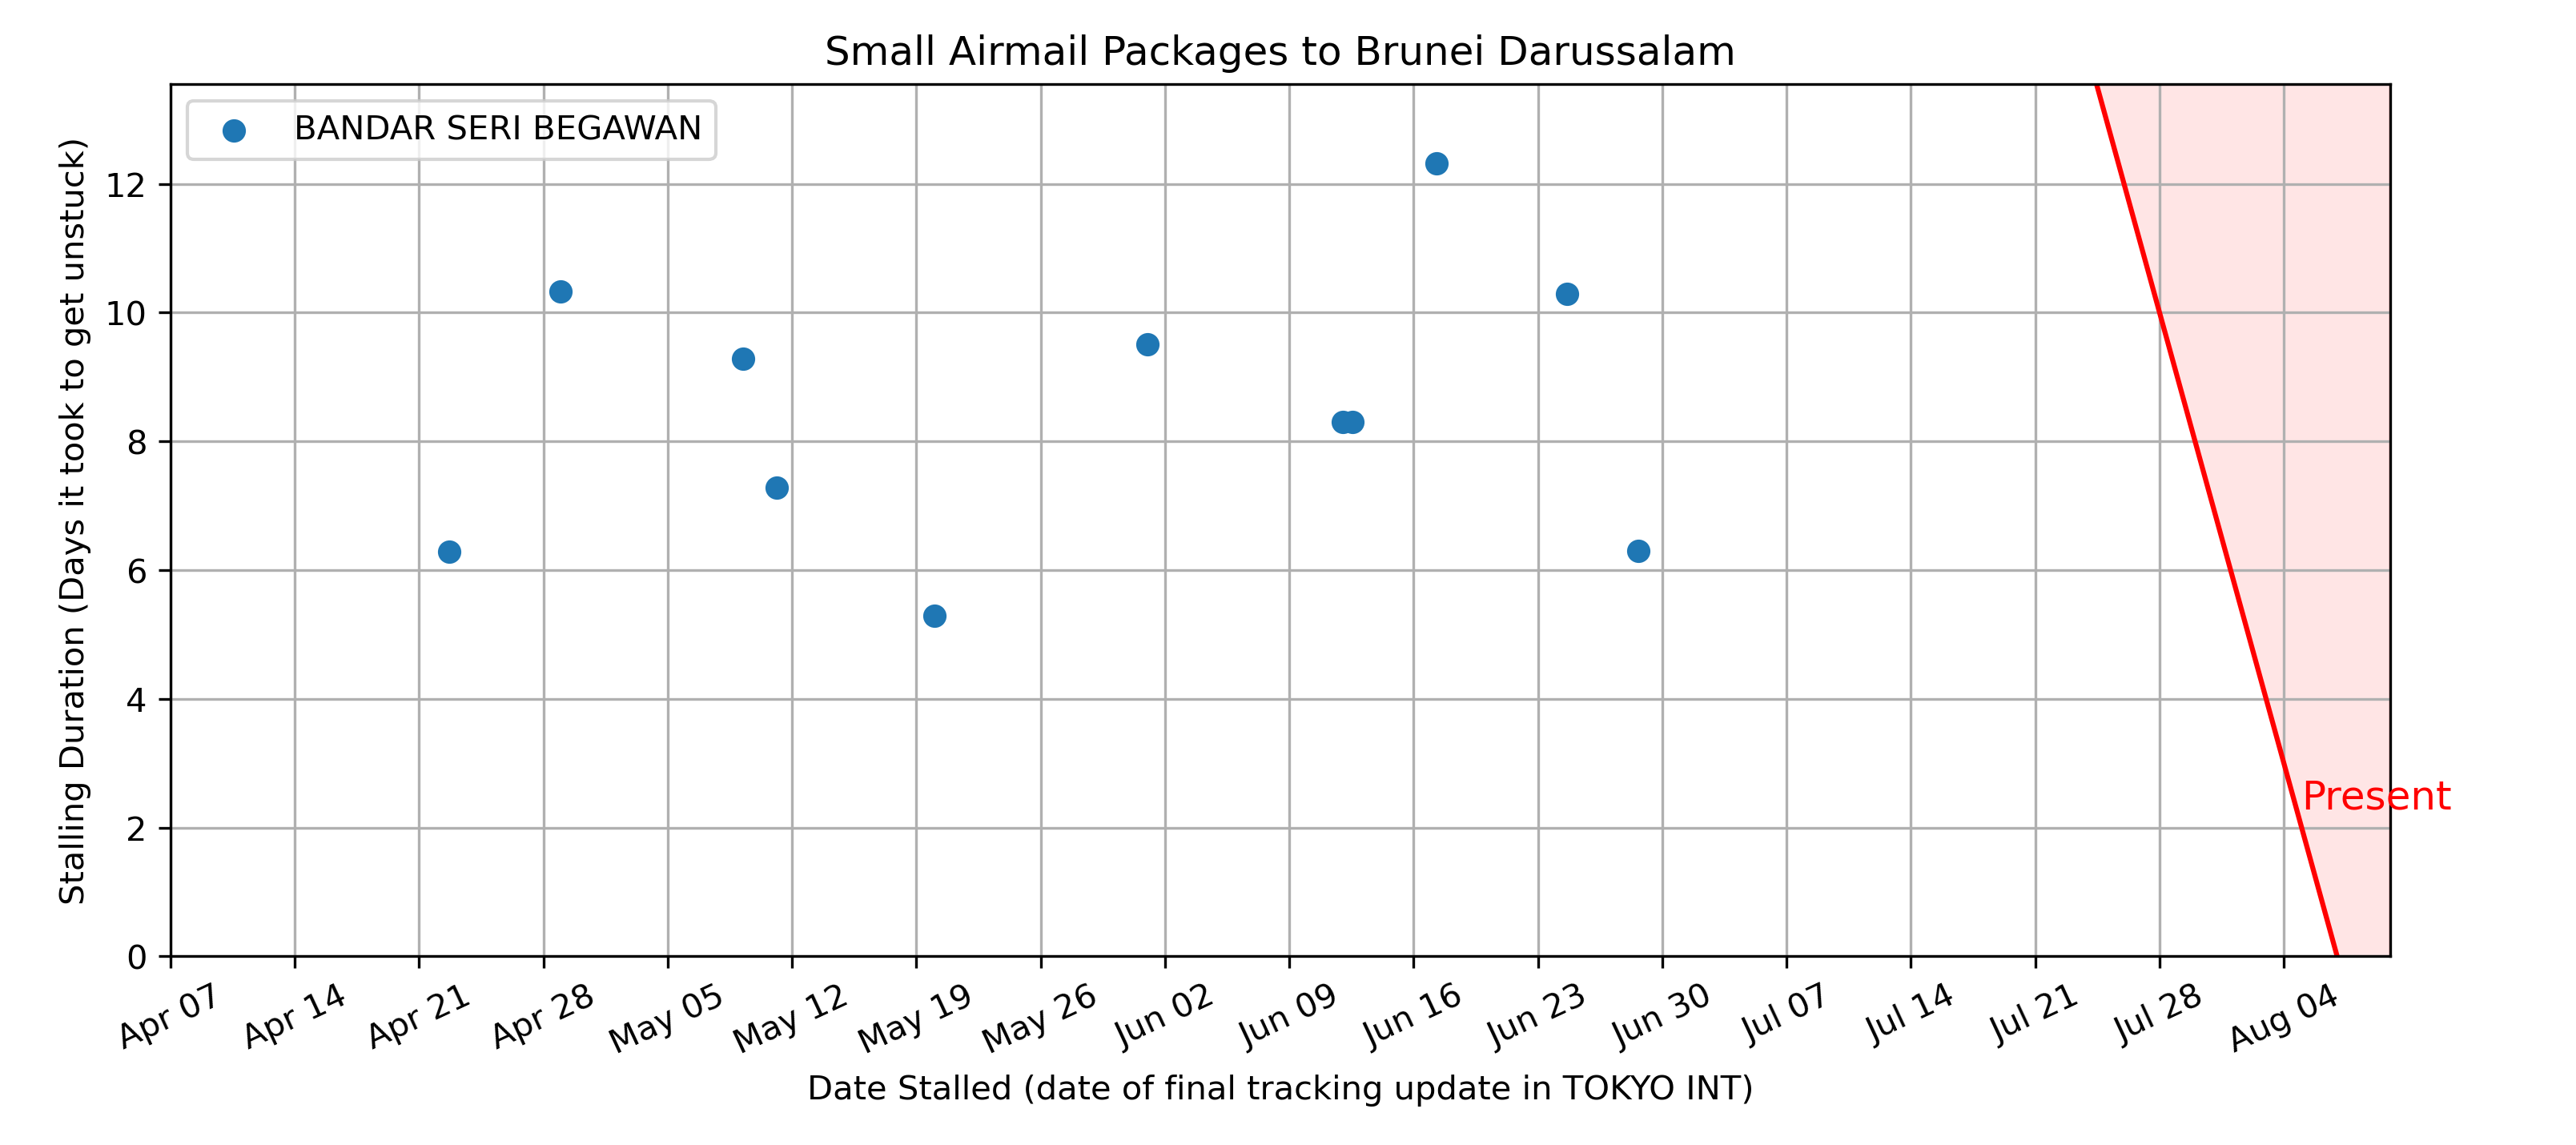 Small Airmail Packages to Brunei Darussalam
BANDAR SERI BEGAWAN
Stalling Duration (Days it took to get unstuck)
12
10
8
6
4
2
0
Present
Apr 07
Apr 14
Apr 21
Apr 28
May 05
May 12
May 19
May 26
Jun 02
Jun 09
Jun 16
Jun 23
Jun 30
Jul 07
Jul 14
Jul 21
Jul 28
Aug 04
Date Stalled (date of final tracking update in TOKYO INT)